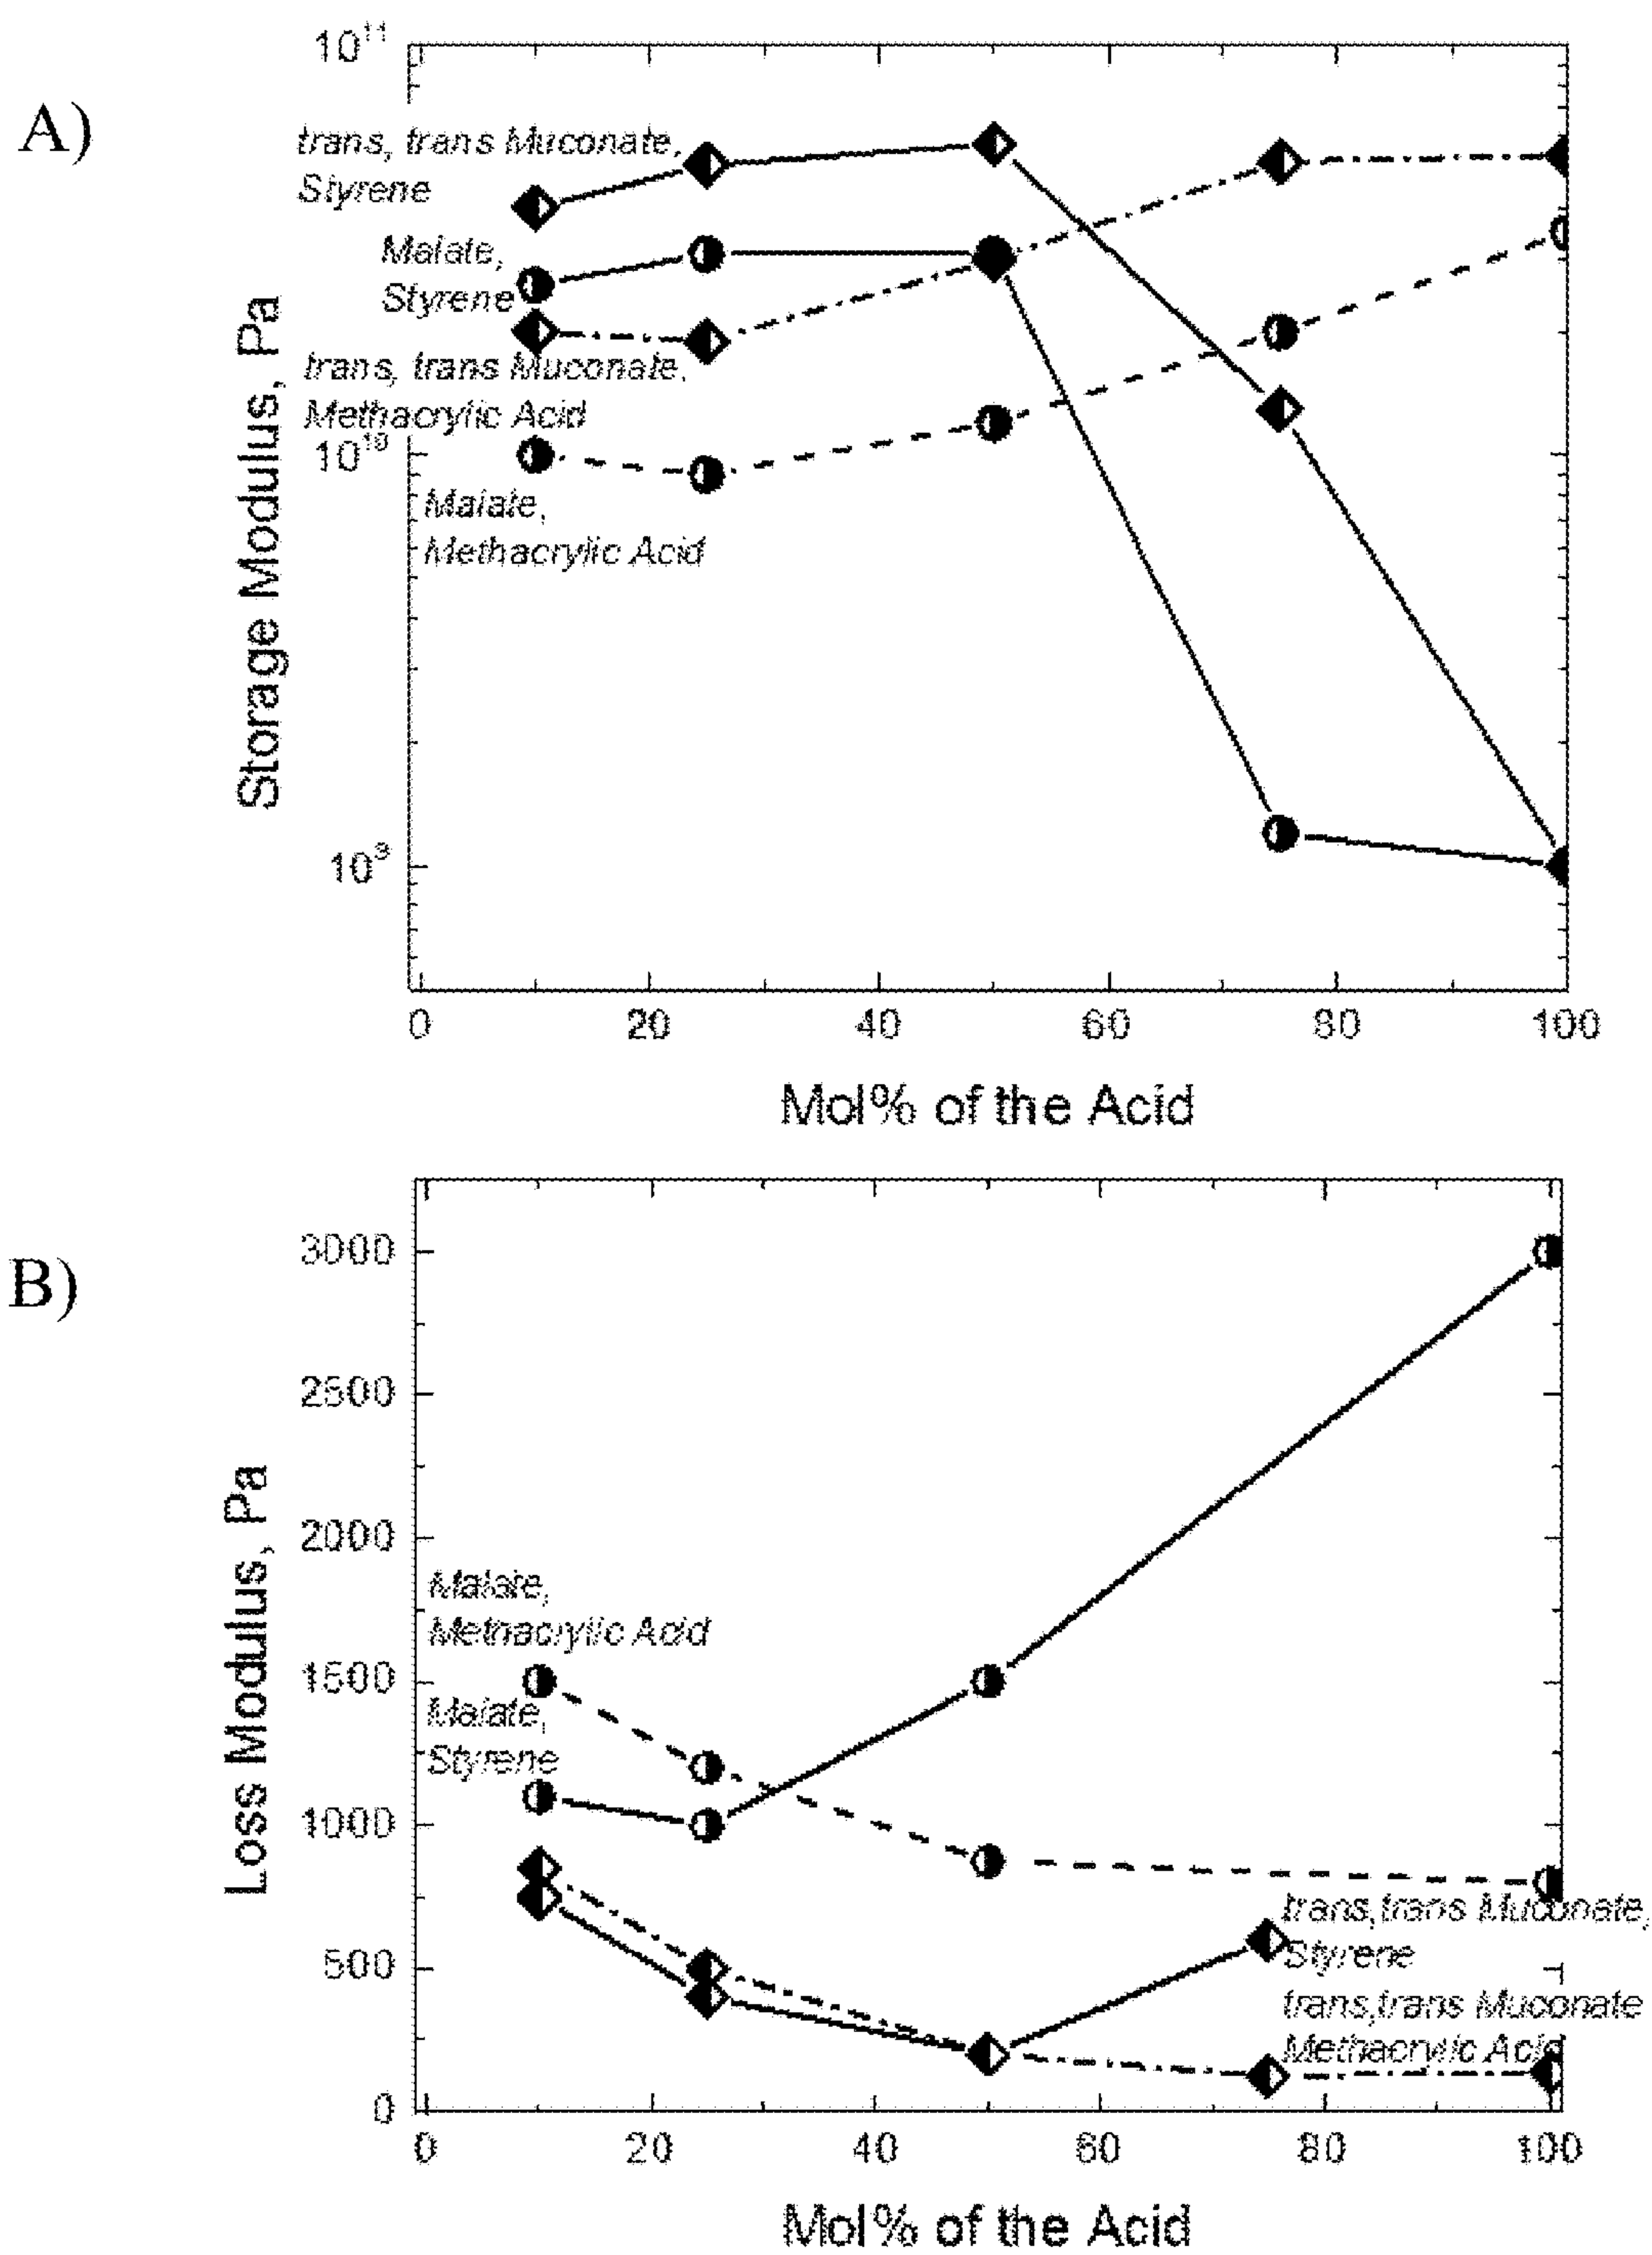 A)
10¹¹
trans, trans Muconate,
Styrene
Malate,
Styrene
trans, trans Muconate,
Methacrylic Acid
10¹⁰
Malate,
Methacrylic Acid
10⁹
Storage Modulus, Pa
0 20 40 60 80 100
Mol% of the Acid
B)
3000
2500
2000
Malate,
Methacrylic Acid
1500
Malate,
Styrene
1000
trans,trans Muconate,
500
Styrene
trans,trans Muconate
Methacrylic Acid
0
Loss Modulus, Pa
0 20 40 60 80 100
Mol% of the Acid